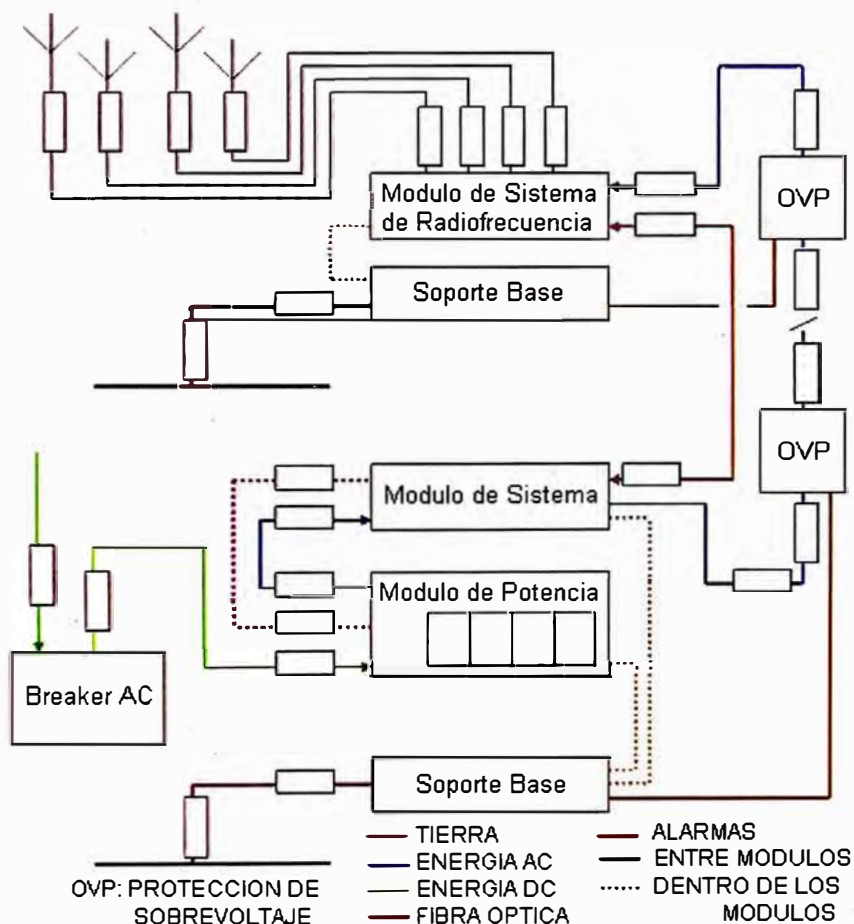 Modulo de Sistema
de Radiofrecuencia
OVP
Soporte Base
OVP
Modulo de Sistema
Modulo de Potencia
Breaker AC
Soporte Base
TIERRA
ENERGIA AC
ENERGIA DC
FIBRA OPTICA
ALARMAS
ENTRE MODULOS
DENTRO DE LOS
MODULOS
OVP: PROTECCION DE
SOBREVOLTAJE